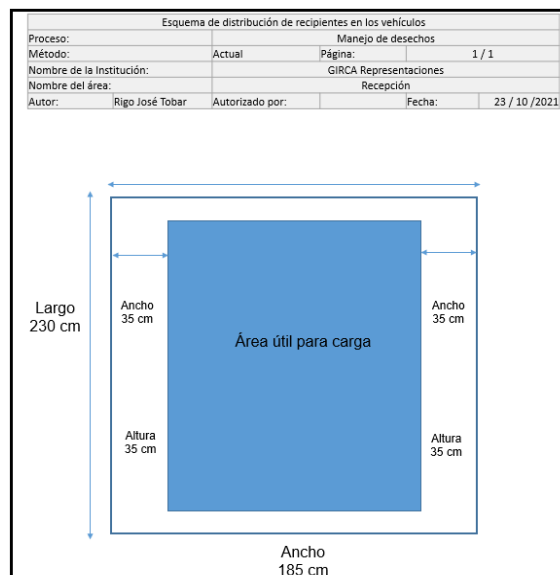 Esquema de distribución de recipientes en los vehículos
Proceso: Manejo de desechos
Método: Actual Página: 1 / 1
Nombre de la Institución: GIRCA Representaciones
Nombre del área: Recepción
Autor: Rigo José Tobar Autorizado por: Fecha: 23 / 10 /2021
Largo
230 cm
Ancho
35 cm
Ancho
35 cm
Área útil para carga
Altura
35 cm
Altura
35 cm
Ancho
185 cm